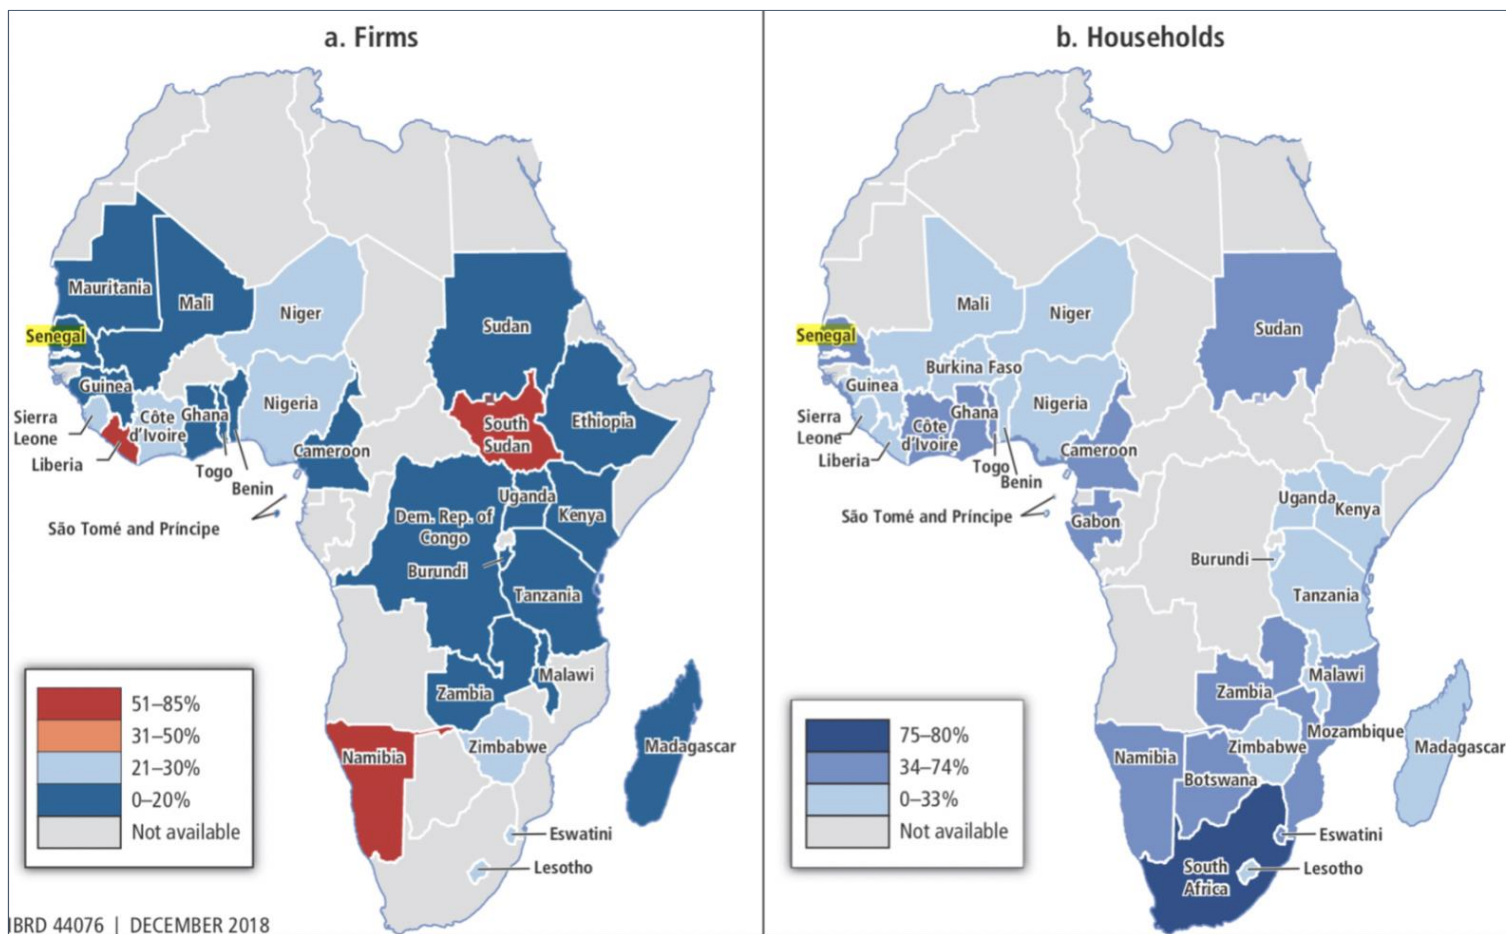 a. Firms
Mauritania
Mali
Niger
Sudan
Senegal
Guinea
Sierra
Leone
Liberia
Côte
d'Ivoire
Ghana
Togo
Benin
Nigeria
Cameroon
South
Sudan
Ethiopia
São Tomé and Príncipe
Dem. Rep. of
Congo
Uganda
Kenya
Burundi
Tanzania
Zambia
Malawi
Namibia
Zimbabwe
Madagascar
Eswatini
Lesotho
51–85%
31–50%
21–30%
0–20%
Not available
IBRD 44076 | DECEMBER 2018
b. Households
Mali
Niger
Sudan
Senegal
Guinea
Burkina Faso
Sierra
Leone
Liberia
Côte
d'Ivoire
Ghana
Togo
Benin
Nigeria
Cameroon
São Tomé and Príncipe
Gabon
Uganda
Kenya
Burundi
Tanzania
Zambia
Malawi
Mozambique
Namibia
Zimbabwe
Botswana
Madagascar
Eswatini
South
Africa
Lesotho
75–80%
34–74%
0–33%
Not available